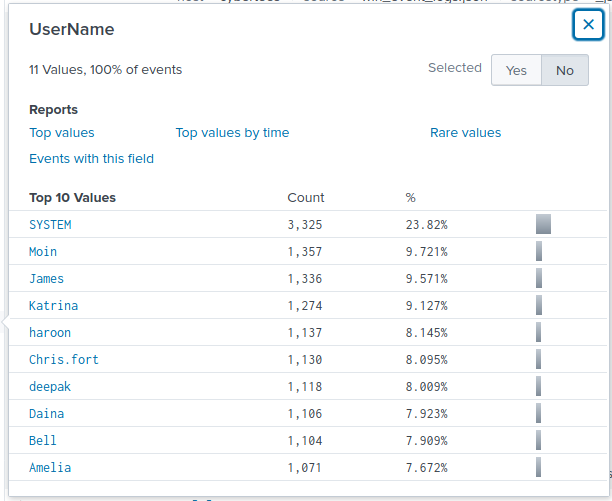 UserName
11 Values, 100% of events
Selected Yes No
Reports
Top values Top values by time Rare values
Events with this field
Top 10 Values Count %
SYSTEM 3,325 23.82%
Moin 1,357 9.721%
James 1,336 9.571%
Katrina 1,274 9.127%
haroon 1,137 8.145%
Chris.fort 1,130 8.095%
deepak 1,118 8.009%
Daina 1,106 7.923%
Bell 1,104 7.909%
Amelia 1,071 7.672%